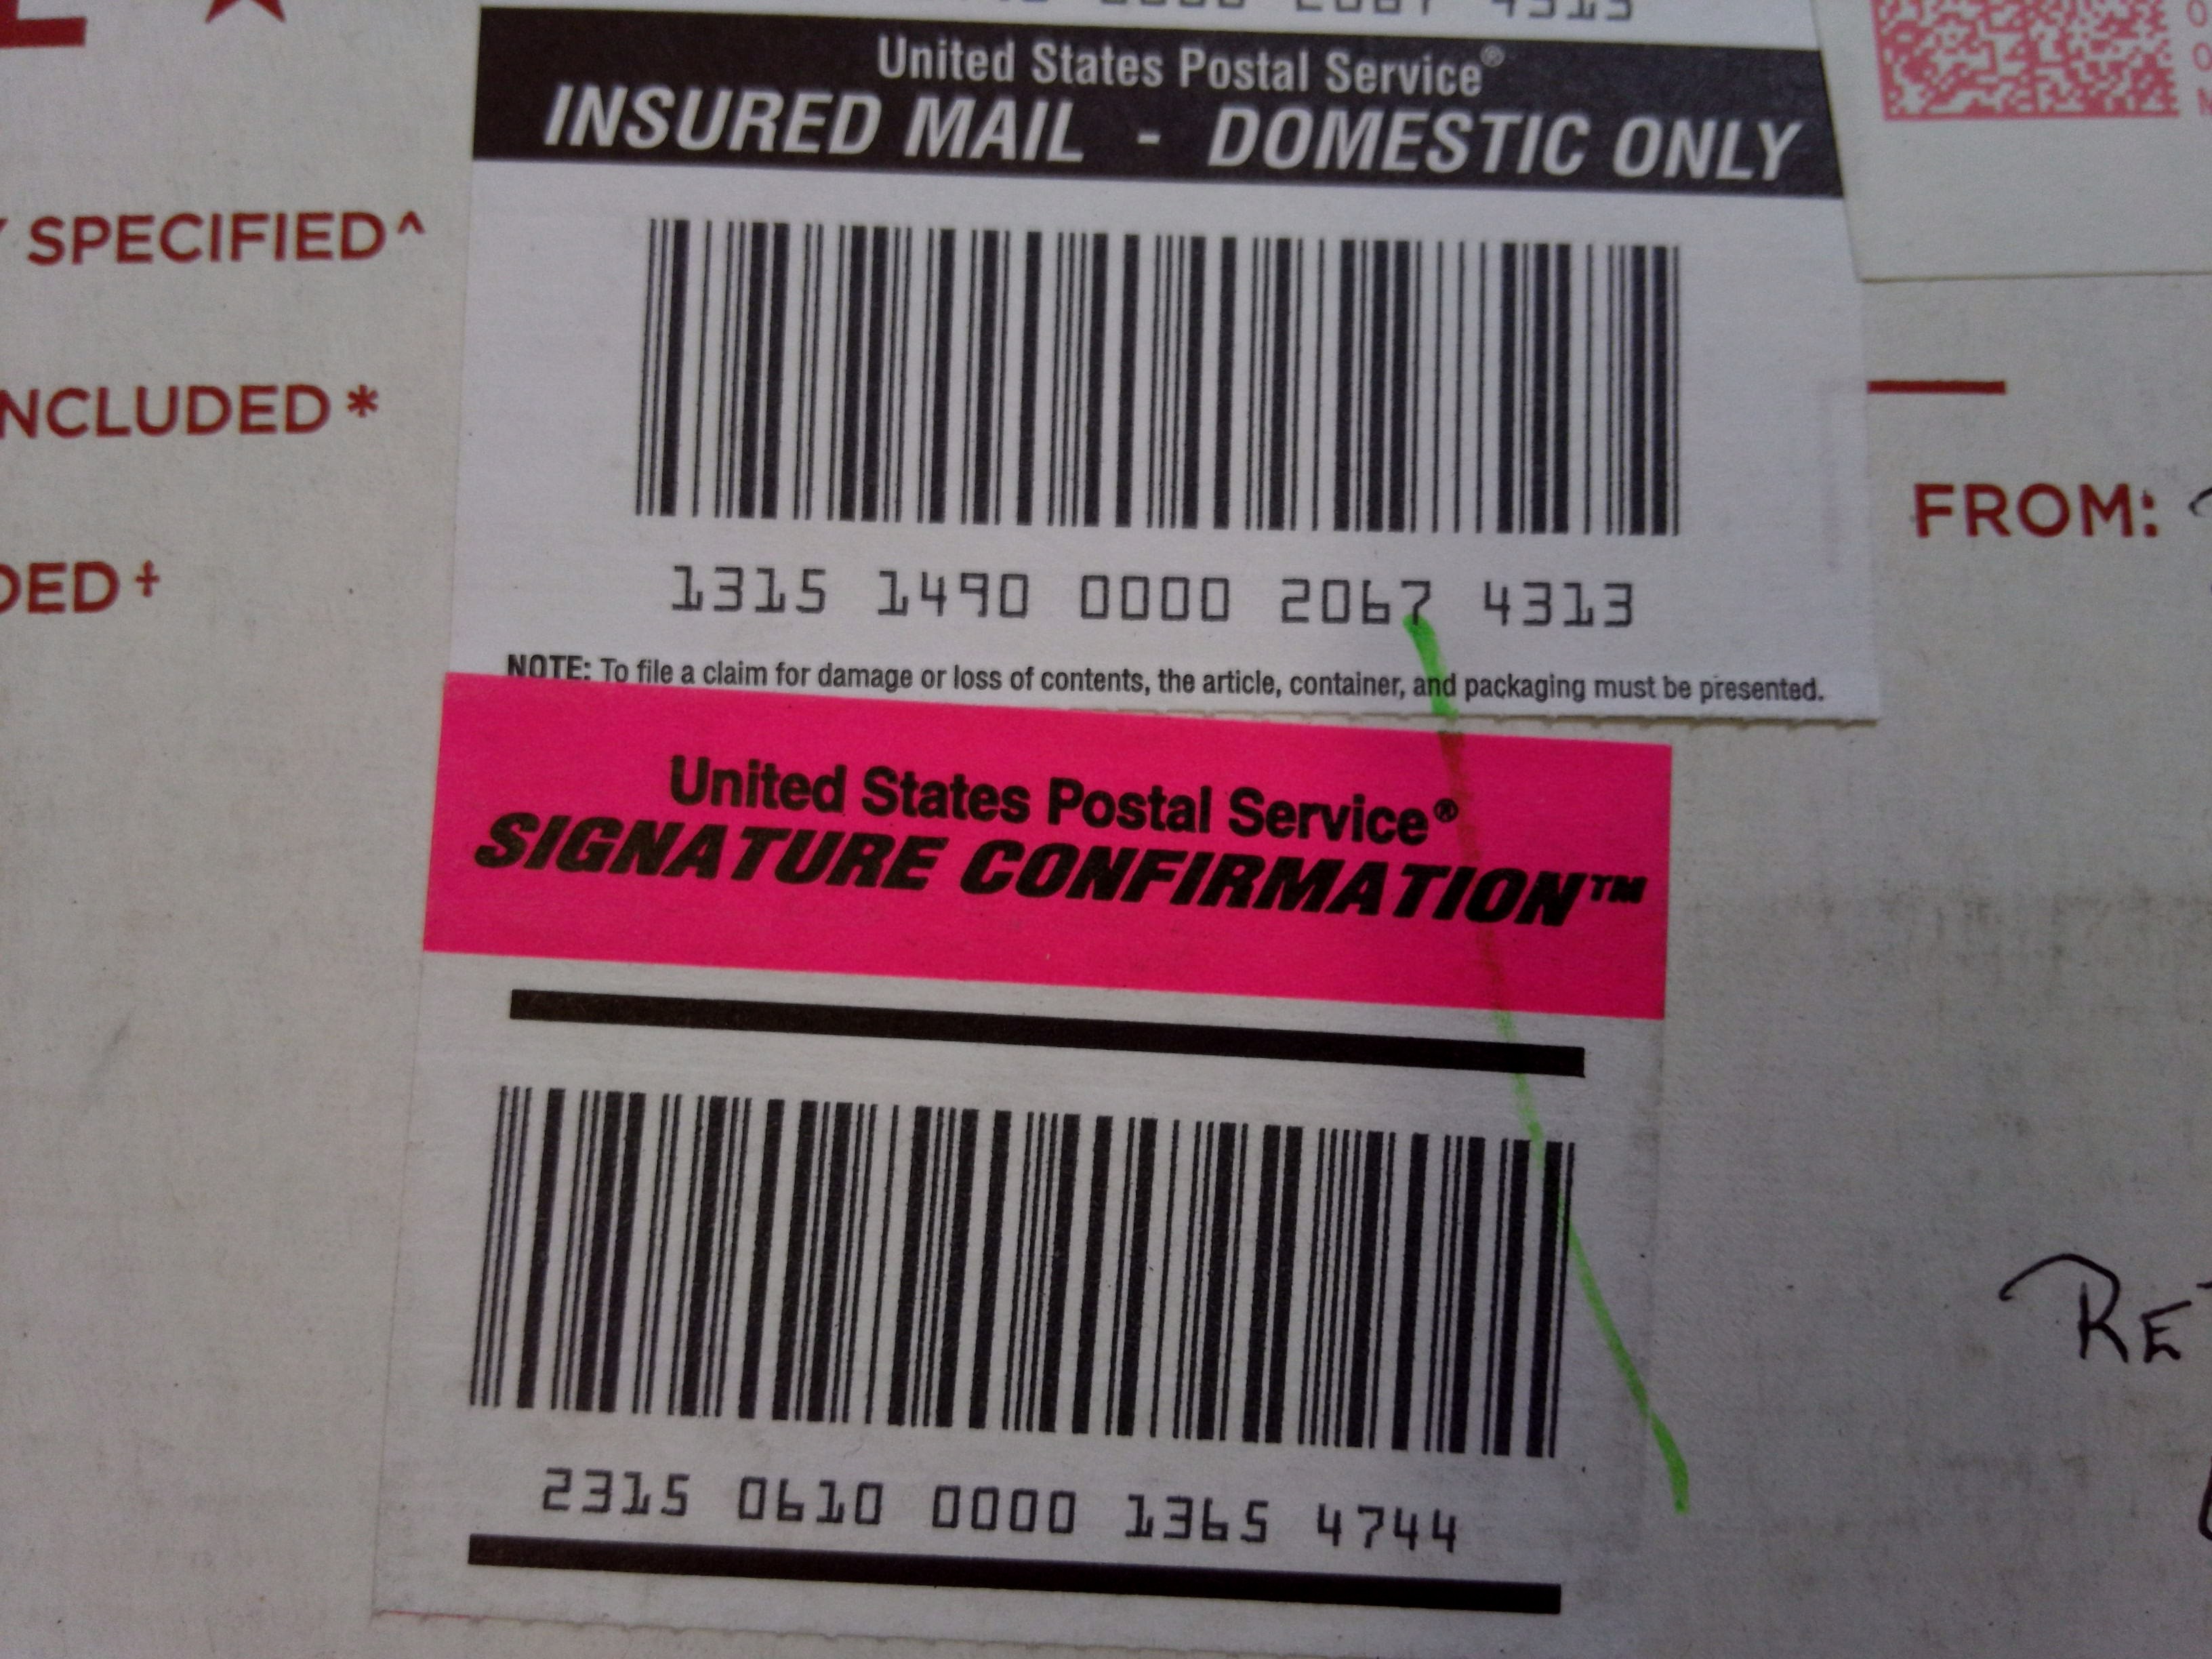 United States Postal Service®
INSURED MAIL - DOMESTIC ONLY
SPECIFIED^
NCLUDED*
DED†
1315 1490 0000 2067 4313
FROM:
NOTE: To file a claim for damage or loss of contents, the article, container, and packaging must be presented.
United States Postal Service®
SIGNATURE CONFIRMATION™
RE
2315 0610 0000 1365 4744